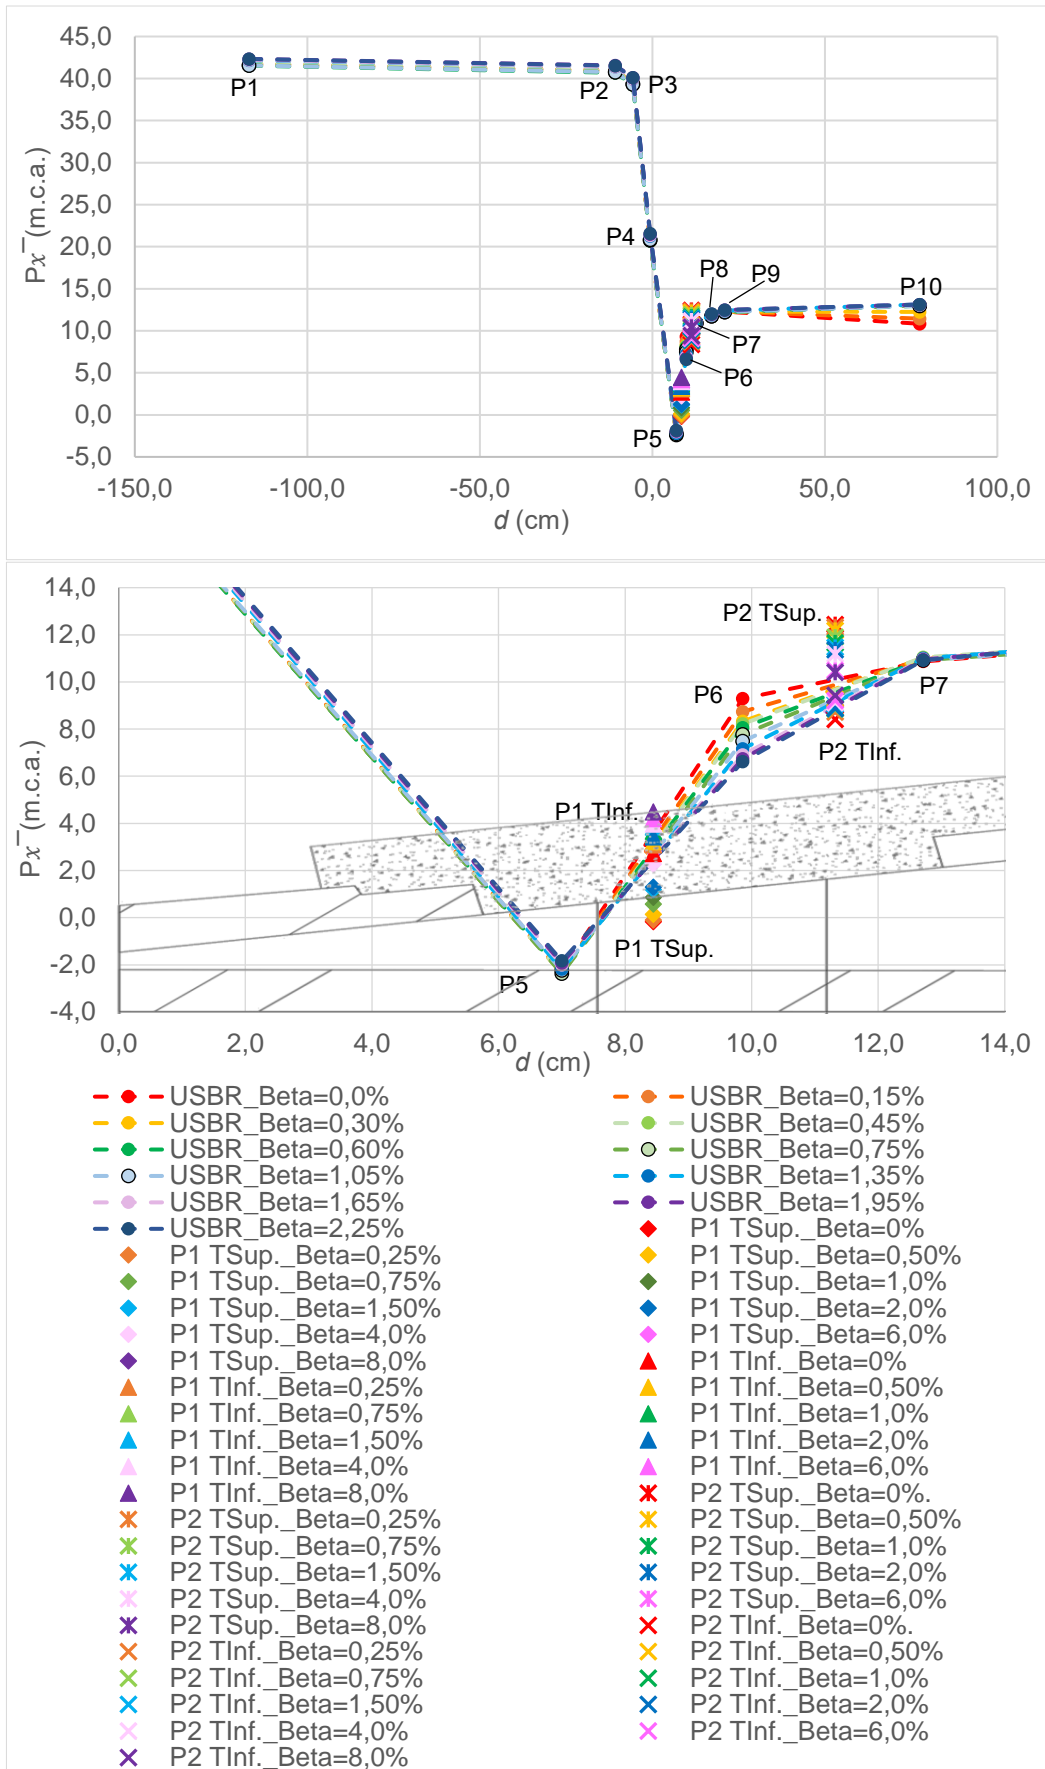 45,0
40,0
35,0
30,0
25,0
20,0
15,0
10,0
5,0
0,0
-5,0
Px̄ (m.c.a.)
P1
P2
P3
P4
P8
P9
P10
P7
P6
P5
-150,0 -100,0 -50,0 0,0 50,0 100,0
d (cm)
14,0
12,0
10,0
8,0
6,0
4,0
2,0
0,0
-2,0
-4,0
Px̄ (m.c.a.)
P2 TSup.
P6
P7
P2 TInf.
P1 TInf.
P1 TSup.
P5
0,0 2,0 4,0 6,0 8,0 10,0 12,0 14,0
d (cm)
USBR_Beta=0,0% USBR_Beta=0,15%
USBR_Beta=0,30% USBR_Beta=0,45%
USBR_Beta=0,60% USBR_Beta=0,75%
USBR_Beta=1,05% USBR_Beta=1,35%
USBR_Beta=1,65% USBR_Beta=1,95%
USBR_Beta=2,25% P1 TSup._Beta=0%
P1 TSup._Beta=0,25% P1 TSup._Beta=0,50%
P1 TSup._Beta=0,75% P1 TSup._Beta=1,0%
P1 TSup._Beta=1,50% P1 TSup._Beta=2,0%
P1 TSup._Beta=4,0% P1 TSup._Beta=6,0%
P1 TSup._Beta=8,0% P1 TInf._Beta=0%
P1 TInf._Beta=0,25% P1 TInf._Beta=0,50%
P1 TInf._Beta=0,75% P1 TInf._Beta=1,0%
P1 TInf._Beta=1,50% P1 TInf._Beta=2,0%
P1 TInf._Beta=4,0% P1 TInf._Beta=6,0%
P1 TInf._Beta=8,0% P2 TSup._Beta=0%.
P2 TSup._Beta=0,25% P2 TSup._Beta=0,50%
P2 TSup._Beta=0,75% P2 TSup._Beta=1,0%
P2 TSup._Beta=1,50% P2 TSup._Beta=2,0%
P2 TSup._Beta=4,0% P2 TSup._Beta=6,0%
P2 TSup._Beta=8,0% P2 TInf._Beta=0%.
P2 TInf._Beta=0,25% P2 TInf._Beta=0,50%
P2 TInf._Beta=0,75% P2 TInf._Beta=1,0%
P2 TInf._Beta=1,50% P2 TInf._Beta=2,0%
P2 TInf._Beta=4,0% P2 TInf._Beta=6,0%
P2 TInf._Beta=8,0%